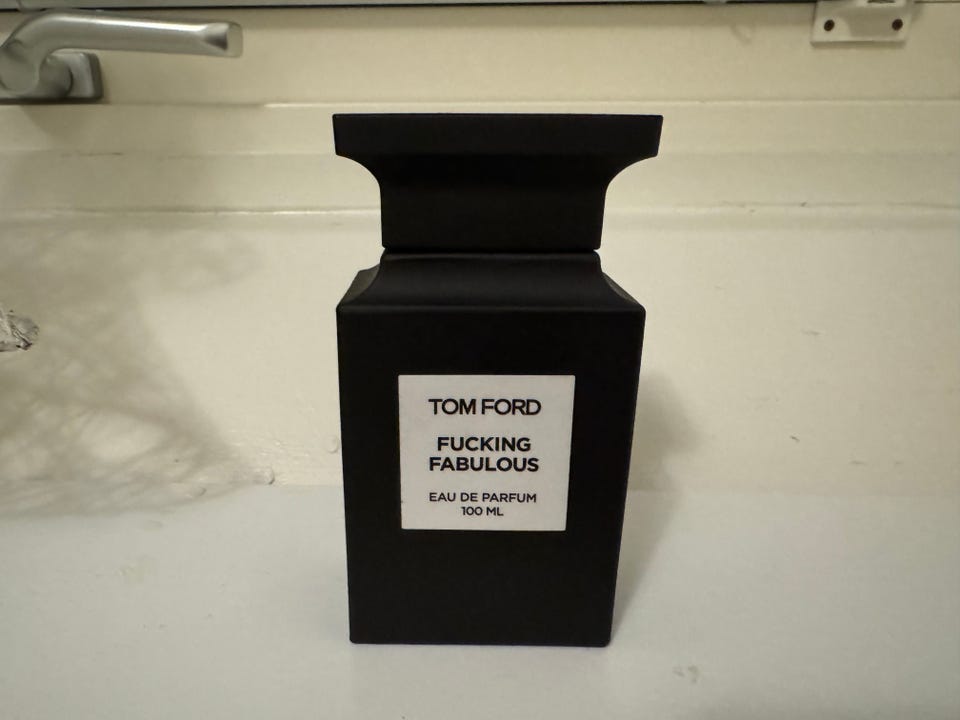 TOM FORD
FUCKING
FABULOUS
EAU DE PARFUM
100 ML